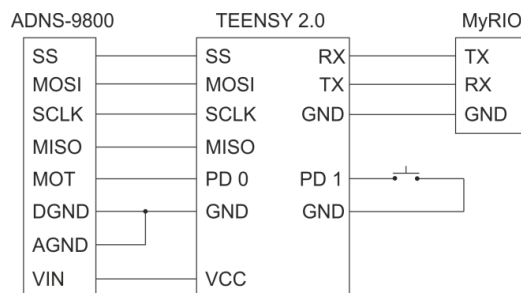 ADNS-9800 TEENSY 2.0 MyRIO
SS SS RX TX
MOSI MOSI TX RX
SCLK SCLK GND GND
MISO MISO
MOT PD 0 PD 1
DGND GND GND
AGND
VIN VCC